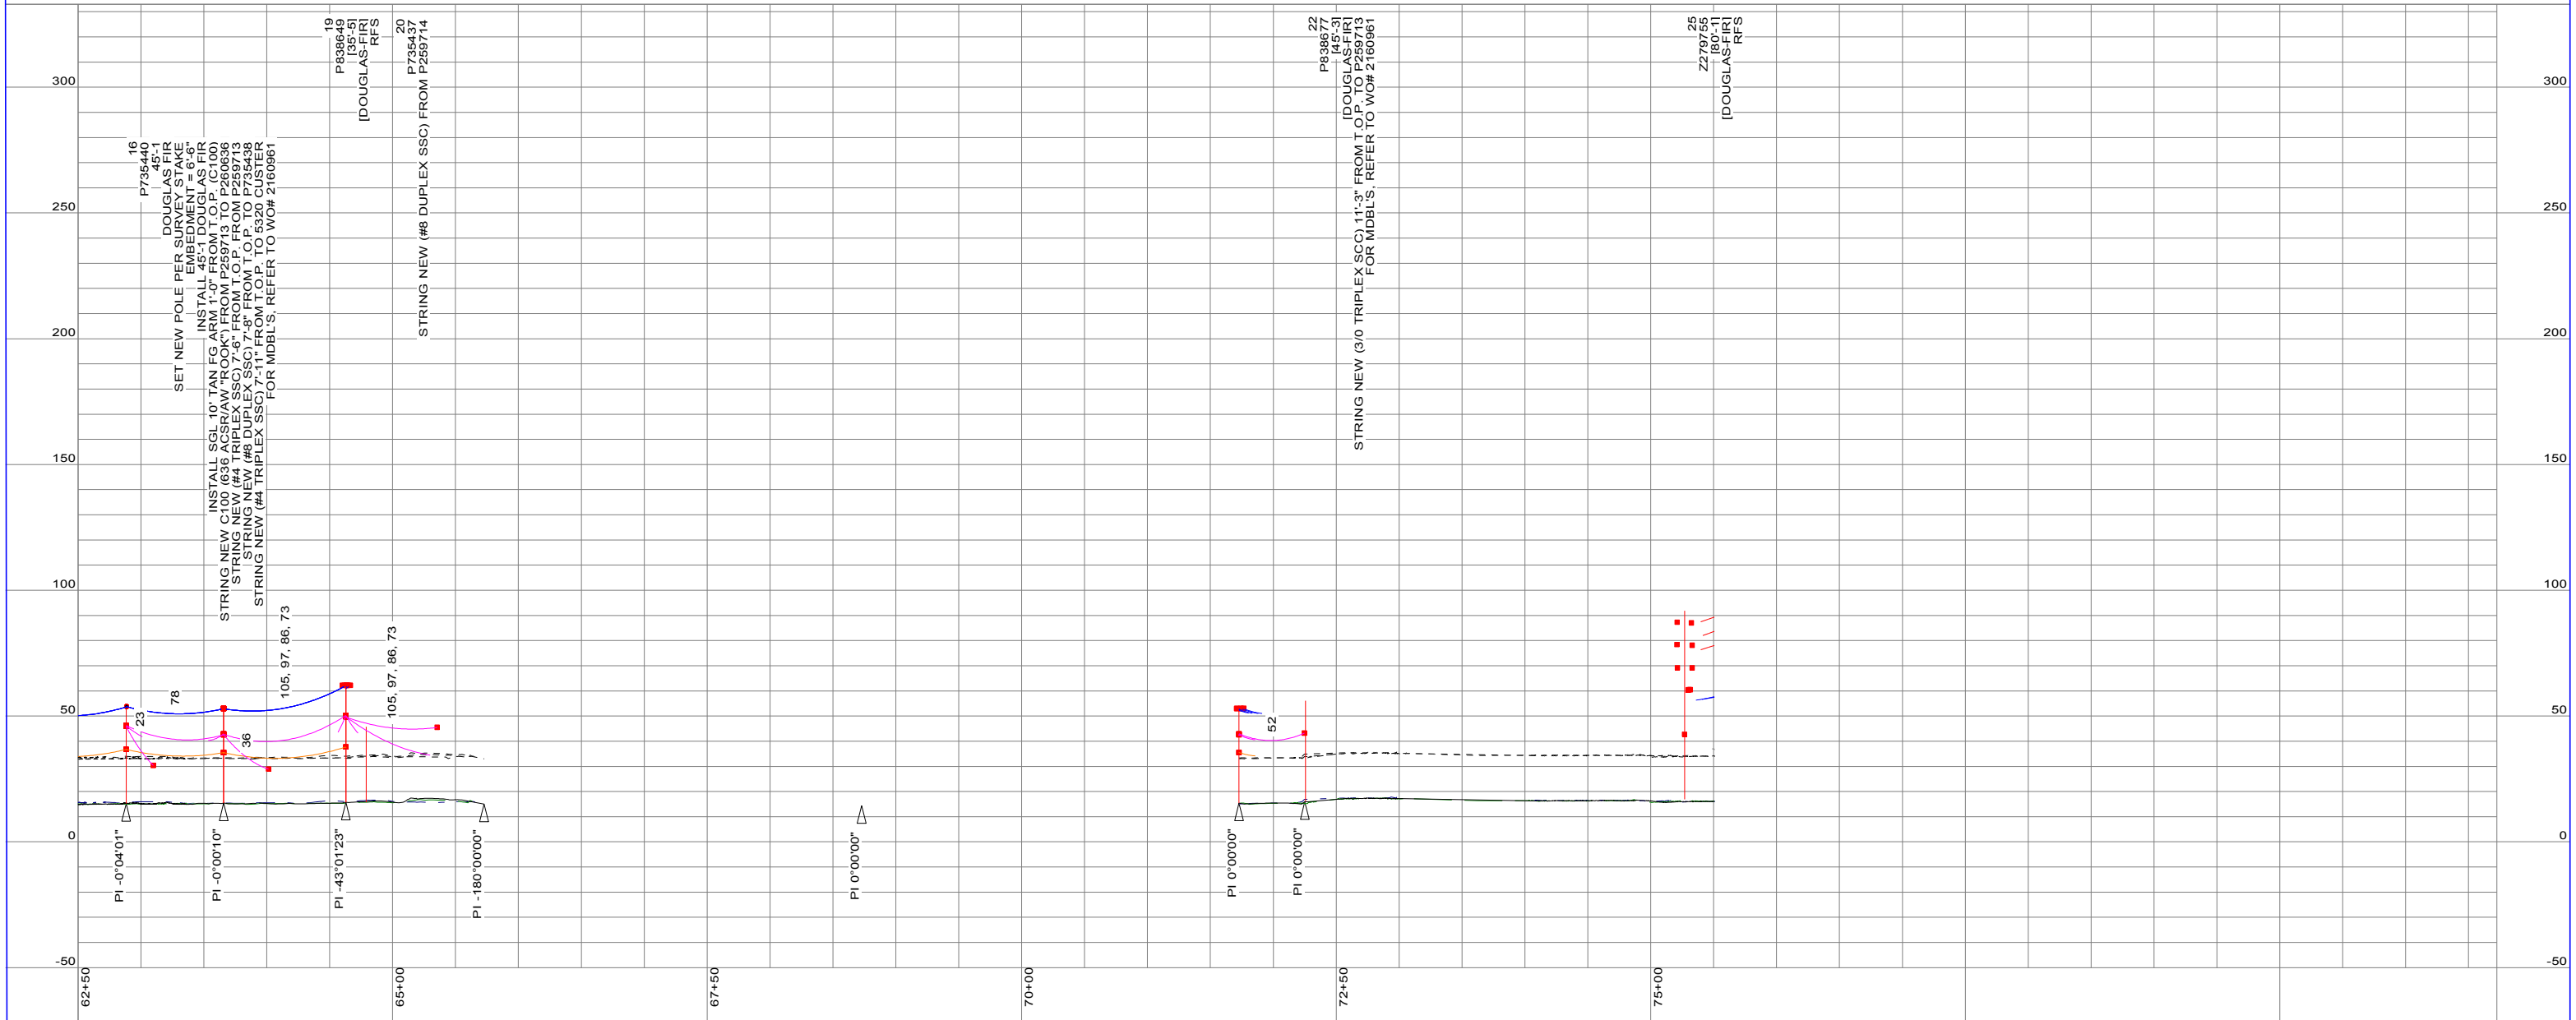 19
P838649
[35'-5]
[DOUGLAS-FIR]
RFS
20
P735437
STRING NEW (#8 DUPLEX SSC) FROM P259714
22
P838677
[45'-3]
[DOUGLAS-FIR]
STRING NEW (3/0 TRIPLEX SCC) 11'-3" FROM T.O.P. TO P259713
FOR MDBL'S, REFER TO WO# 2160961
25
Z279755
[80'-1]
[DOUGLAS-FIR]
RFS
16
P735440
45'-1
DOUGLAS FIR
SET NEW POLE PER SURVEY STAKE
EMBEDMENT = 6'-6"
INSTALL 45'-1 DOUGLAS FIR
INSTALL SGL 10' TAN FG ARM 1'-0" FROM T.O.P. (C100)
STRING NEW C100 (636 ACSR/AW "ROOK") FROM P259713 TO P260636
STRING NEW (#4 TRIPLEX SSC) 7'-6" FROM T.O.P. FROM P259713
STRING NEW (#8 DUPLEX SSC) 7'-8" FROM T.O.P. TO P735438
STRING NEW (#4 TRIPLEX SSC) 7'-11" FROM T.O.P. TO 5320 CUSTER
FOR MDBL'S, REFER TO WO# 2160961
300
300
250
250
200
200
150
150
100
100
50
50
0
0
-50
-50
23
78
36
105, 97, 86, 73
105, 97, 86, 73
52
PI -0°04'01"
PI -0°00'10"
PI -43°01'23"
PI -180°00'00"
PI 0°00'00"
PI 0°00'00"
PI 0°00'00"
62+50
65+00
67+50
70+00
72+50
75+00